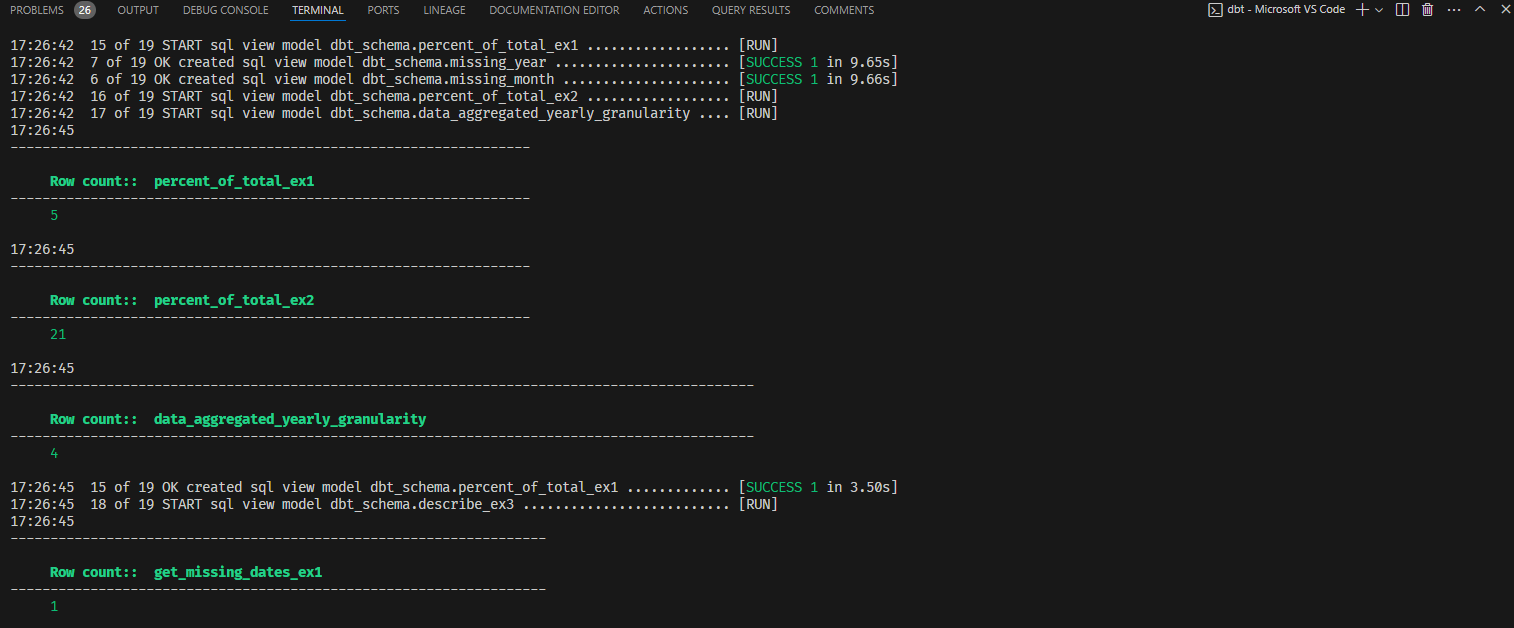 PROBLEMS 26 OUTPUT DEBUG CONSOLE TERMINAL PORTS LINEAGE DOCUMENTATION EDITOR ACTIONS QUERY RESULTS COMMENTS dbt - Microsoft VS Code
17:26:42  15 of 19 START sql view model dbt_schema.percent_of_total_ex1 .................. [RUN]
17:26:42  7 of 19 OK created sql view model dbt_schema.missing_year ...................... [SUCCESS 1 in 9.65s]
17:26:42  6 of 19 OK created sql view model dbt_schema.missing_month ..................... [SUCCESS 1 in 9.66s]
17:26:42  16 of 19 START sql view model dbt_schema.percent_of_total_ex2 .................. [RUN]
17:26:42  17 of 19 START sql view model dbt_schema.data_aggregated_yearly_granularity .... [RUN]
17:26:45
-----------------------------------------------------------------
Row count::  percent_of_total_ex1
-----------------------------------------------------------------
5
17:26:45
-----------------------------------------------------------------
Row count::  percent_of_total_ex2
-----------------------------------------------------------------
21
17:26:45
---------------------------------------------------------------------------------------------
Row count::  data_aggregated_yearly_granularity
---------------------------------------------------------------------------------------------
4
17:26:45  15 of 19 OK created sql view model dbt_schema.percent_of_total_ex1 ............. [SUCCESS 1 in 3.50s]
17:26:45  18 of 19 START sql view model dbt_schema.describe_ex3 .......................... [RUN]
17:26:45
-------------------------------------------------------------------
Row count::  get_missing_dates_ex1
-------------------------------------------------------------------
1